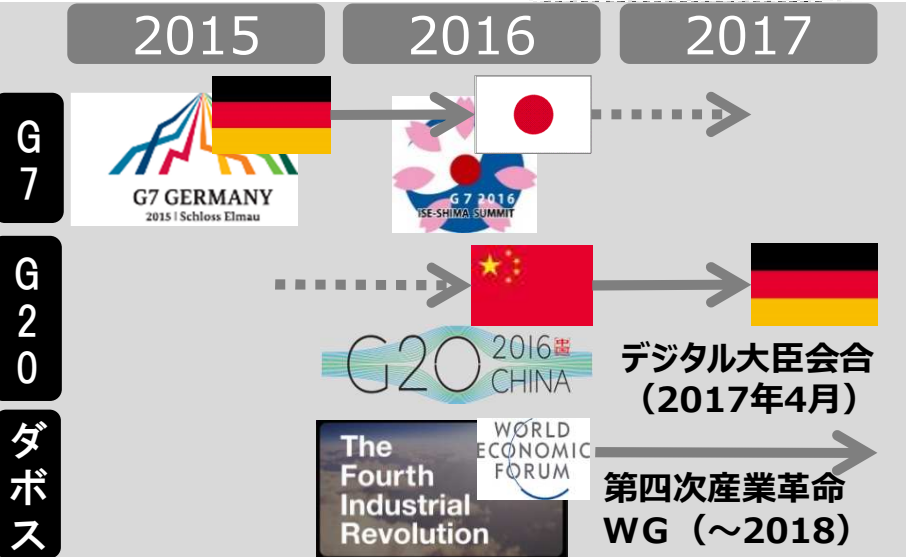 2015
2016
2017
G
7
G7 GERMANY
2015 | Schloss Elmau
G 7 2016
ISE-SHIMA SUMMIT
G
2
0
G20
2016
CHINA
デジタル大臣会合
（2017年4月）
ダ
ボ
ス
The
Fourth
Industrial
Revolution
WORLD
ECONOMIC
FORUM
第四次産業革命
WG（～2018）